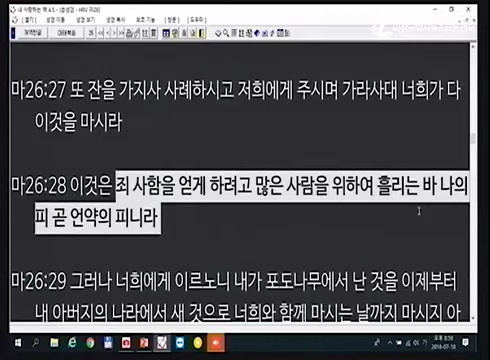 마26:27 또 잔을 가지사 사례하시고 저희에게 주시며 가라사대 너희가 다
이것을 마시라
마26:28 이것은 죄 사함을 얻게 하려고 많은 사람을 위하여 흘리는 바 나의
피 곧 언약의 피니라
마26:29 그러나 너희에게 이르노니 내가 포도나무에서 난 것을 이제부터
내 아버지의 나라에서 새 것으로 너희와 함께 마시는 날까지 마시지 아
2018-07-18